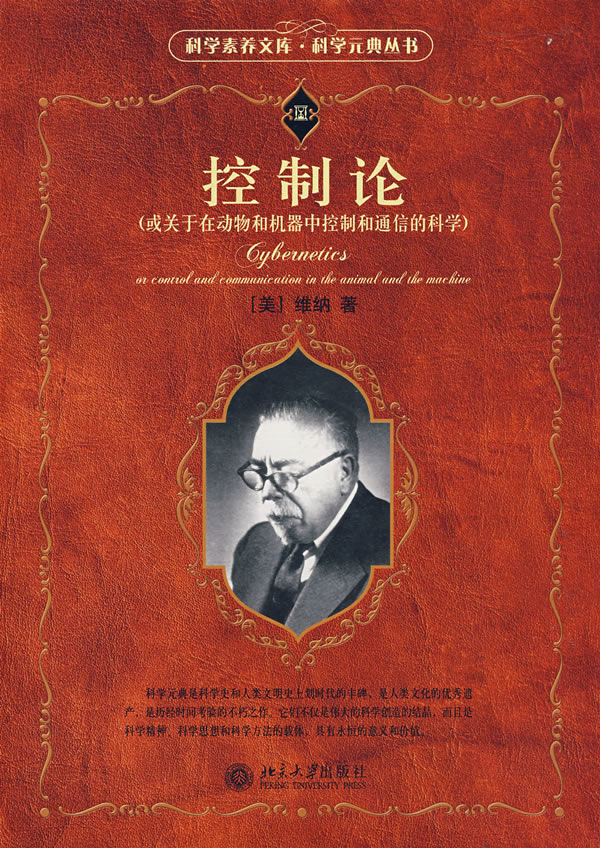 科学素养文库·科学元典丛书
控制论
(或关于在动物和机器中控制和通信的科学)
Cybernetics
or control and communication in the animal and the machine
[美] 维纳 著
科学元典是科学史和人类文明史上划时代的丰碑，是人类文化的优秀遗
产，是历经时间考验的不朽之作。它们不仅是伟大的科学创造的结晶，而且是
科学精神、科学思想和科学方法的载体，具有永恒的意义和价值。
北京大学出版社
PEKING UNIVERSITY PRESS